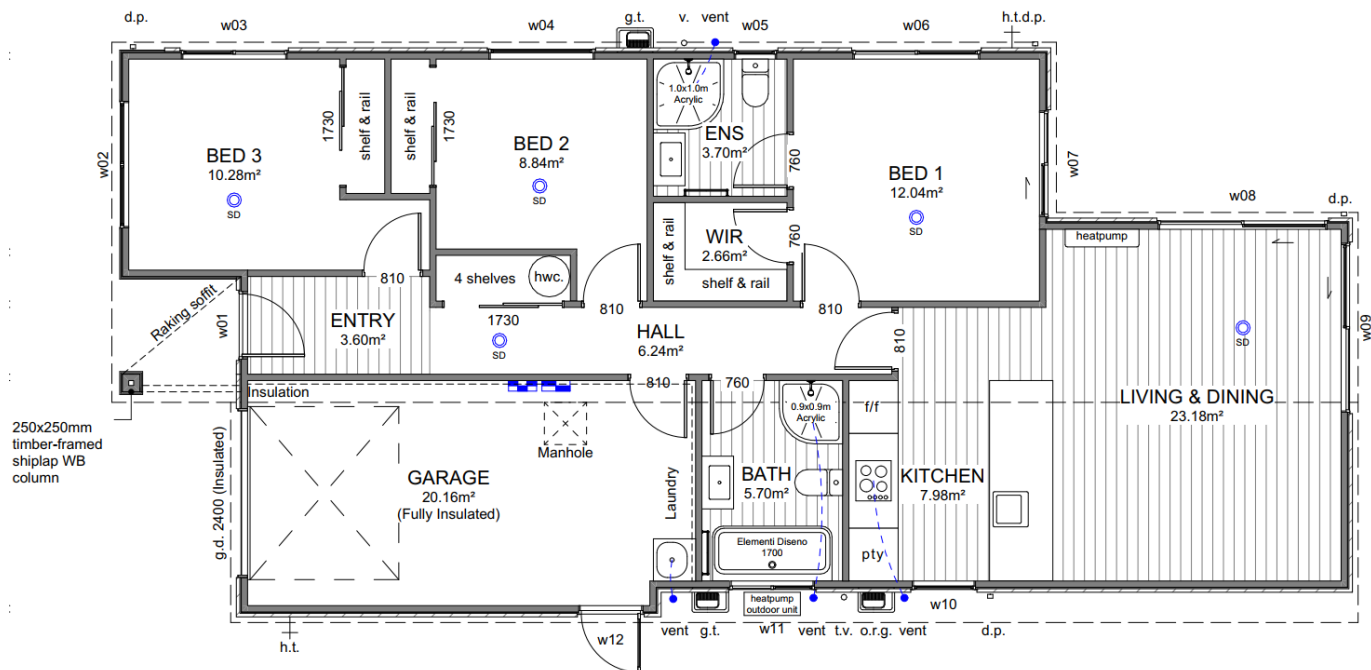 d.p.
w03
w04
g.t.
v.
vent
w05
w06
h.t.d.p.
1.0x1.0m
Acrylic
1730
shelf & rail
shelf & rail
1730
BED 3
10.28m²
SD
BED 2
8.84m²
SD
ENS
3.70m²
760
BED 1
12.04m²
SD
w02
w07
w08
d.p.
heatpump
WIR
2.66m²
760
shelf & rail
shelf & rail
810
4 shelves
hwc.
1730
810
810
Raking soffit
w01
ENTRY
3.60m²
SD
HALL
6.24m²
810
SD
w09
Insulation
810
760
0.9x0.9m
Acrylic
f/f
LIVING & DINING
23.18m²
250x250mm
timber-framed
shiplap WB
column
g.d. 2400 (Insulated)
Manhole
GARAGE
20.16m²
(Fully Insulated)
Laundry
BATH
5.70m²
KITCHEN
7.98m²
Elementi Diseno
1700
pty
heatpump
outdoor unit
h.t.
w12
vent
g.t.
w11
vent
t.v.
o.r.g.
vent
w10
d.p.